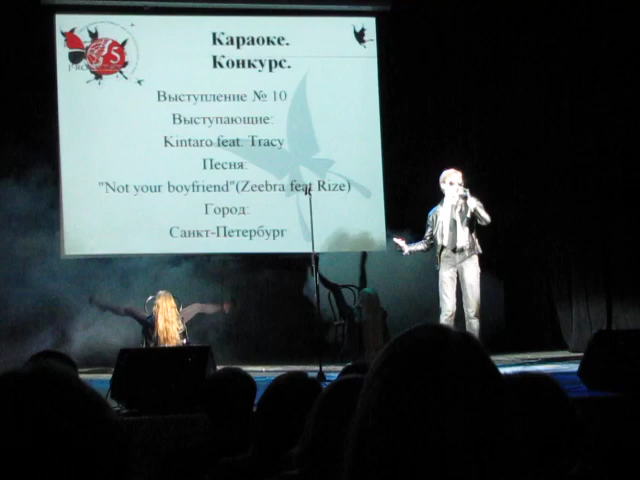 Караоке.
Конкурс.
Выступление № 10
Выступающие:
Kintaro feat. Tracy
Песня:
"Not your boyfriend"(Zeebra feat Rize)
Город:
Санкт-Петербург
5